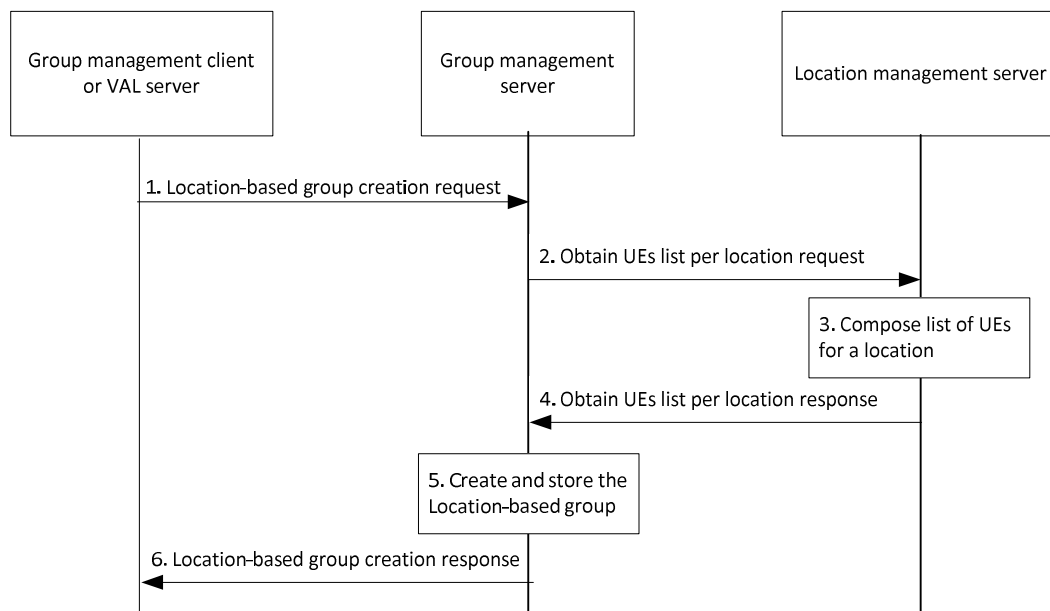 Group management client
or VAL server
Group management
server
Location management server
1. Location-based group creation request
2. Obtain UEs list per location request
3. Compose list of UEs
for a location
4. Obtain UEs list per location response
5. Create and store the
Location-based group
6. Location-based group creation response